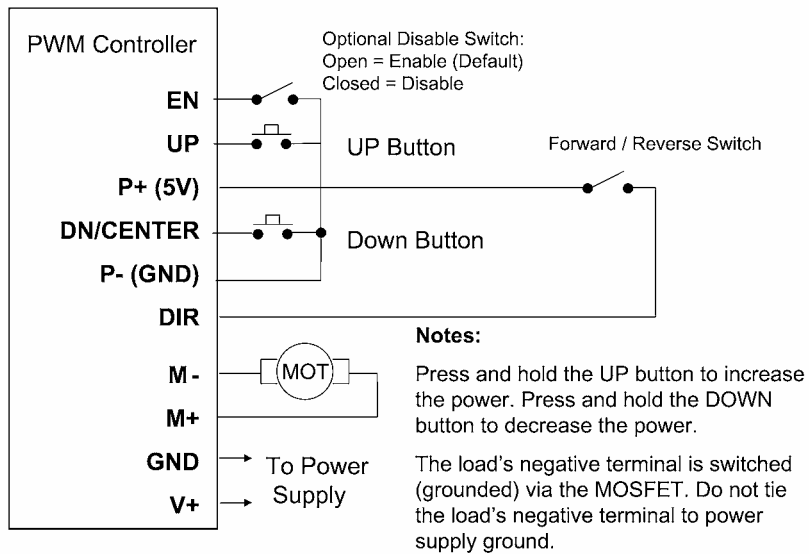 PWM Controller
Optional Disable Switch:
Open = Enable (Default)
Closed = Disable
EN
UP
UP Button
Forward / Reverse Switch
P+ (5V)
DN/CENTER
Down Button
P- (GND)
DIR
Notes:
M -
MOT
Press and hold the UP button to increase
the power. Press and hold the DOWN
button to decrease the power.
M+
GND
To Power
Supply
V+
The load's negative terminal is switched
(grounded) via the MOSFET. Do not tie
the load's negative terminal to power
supply ground.